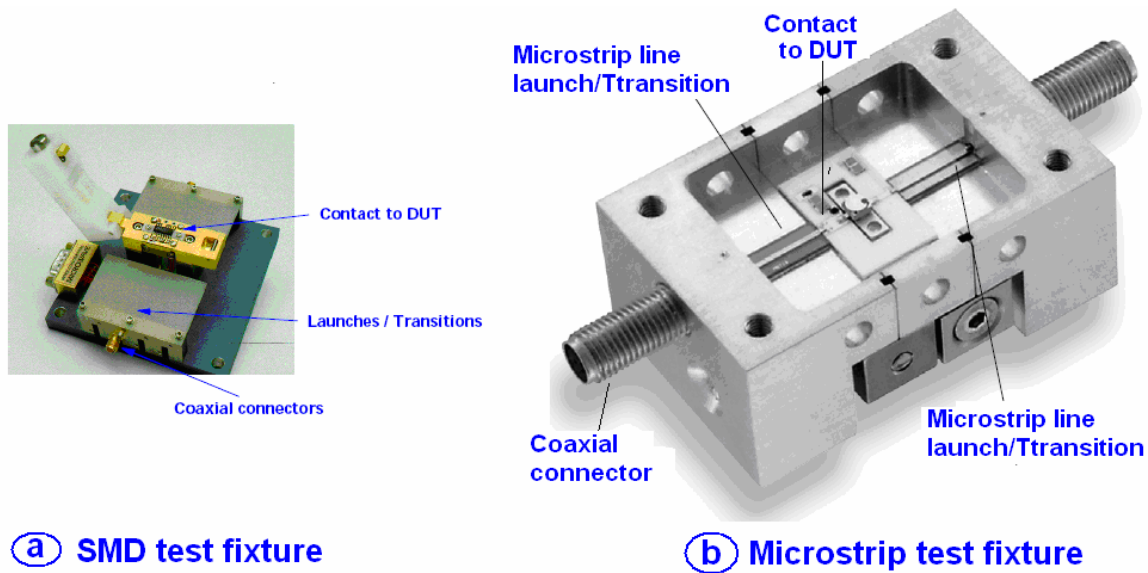 Contact
to DUT
Microstrip line
launch/Ttransition
Contact to DUT
Launches / Transitions
Coaxial connectors
Coaxial
connector
Microstrip line
launch/Ttransition
a SMD test fixture
b Microstrip test fixture